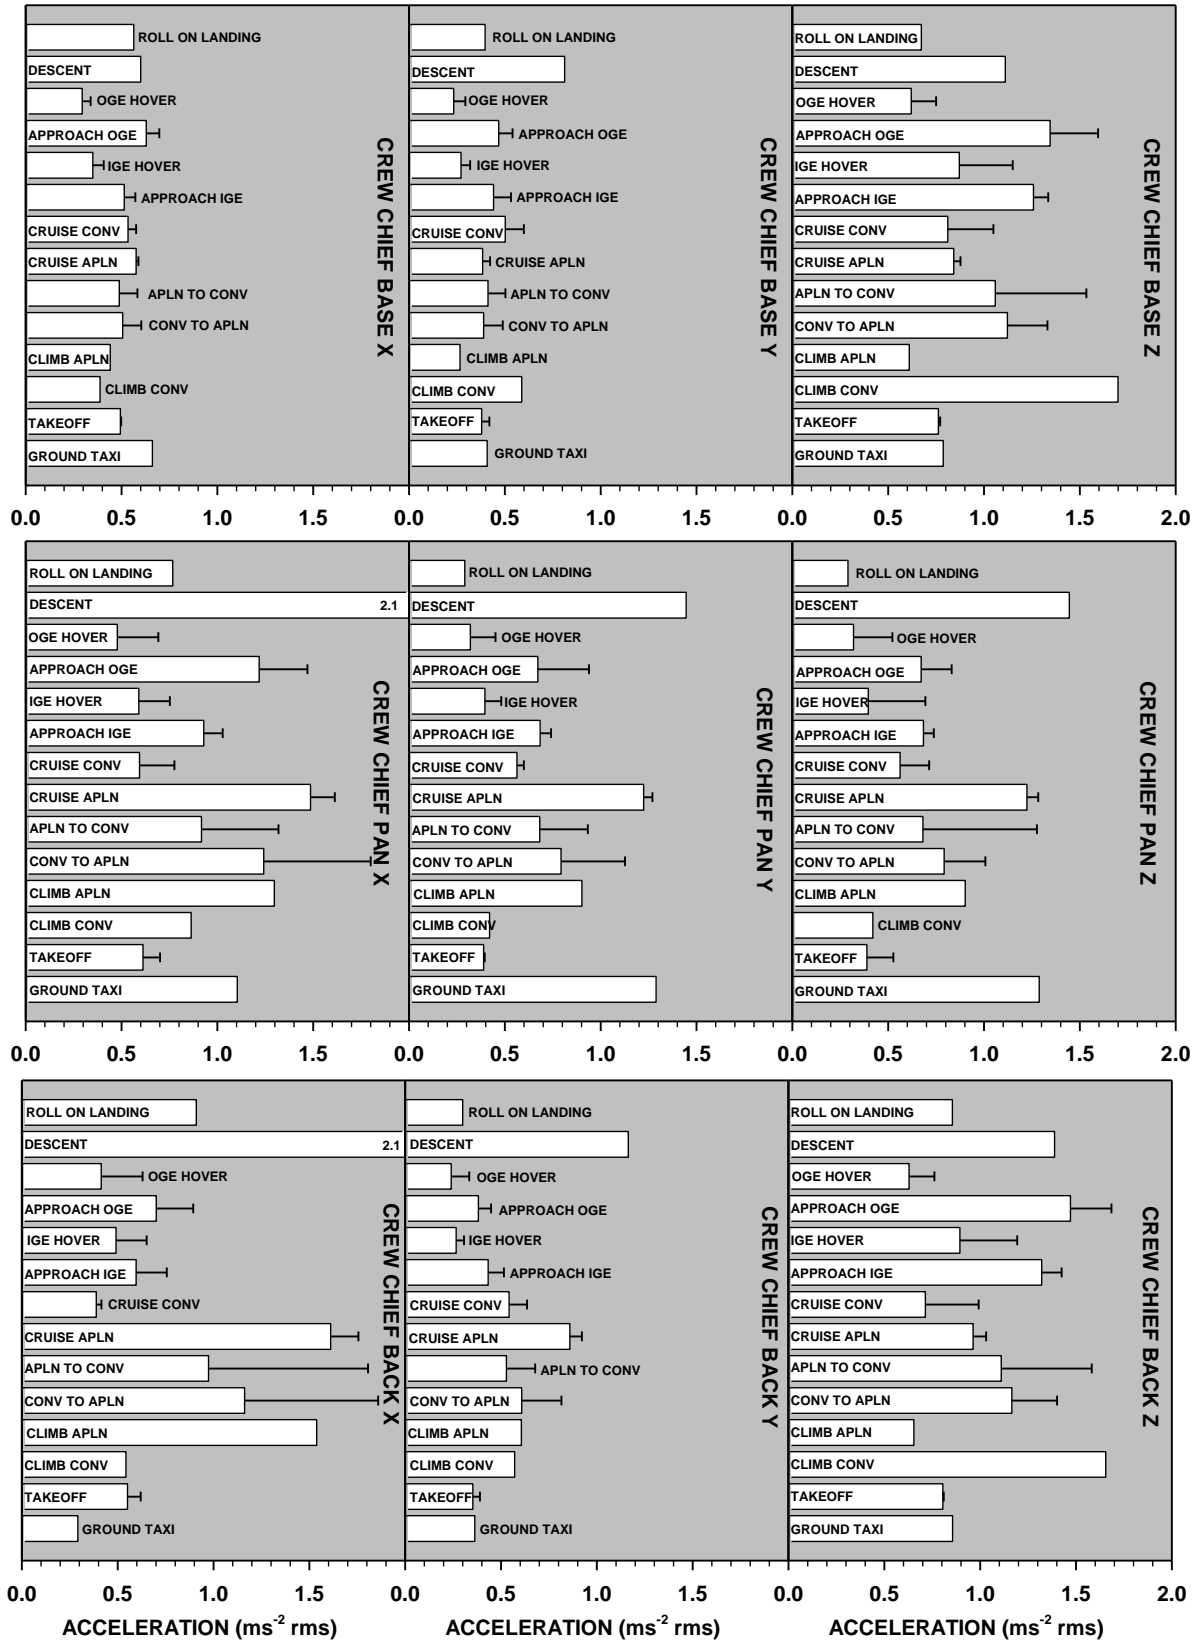 ROLL ON LANDING
DESCENT
OGE HOVER
APPROACH OGE
IGE HOVER
APPROACH IGE
CRUISE CONV
CRUISE APLN
APLN TO CONV
CONV TO APLN
CLIMB APLN
CLIMB CONV
TAKEOFF
GROUND TAXI
CREW CHIEF BASE X
ROLL ON LANDING
DESCENT
OGE HOVER
APPROACH OGE
IGE HOVER
APPROACH IGE
CRUISE CONV
CRUISE APLN
APLN TO CONV
CONV TO APLN
CLIMB APLN
CLIMB CONV
TAKEOFF
GROUND TAXI
CREW CHIEF BASE Y
ROLL ON LANDING
DESCENT
OGE HOVER
APPROACH OGE
IGE HOVER
APPROACH IGE
CRUISE CONV
CRUISE APLN
APLN TO CONV
CONV TO APLN
CLIMB APLN
CLIMB CONV
TAKEOFF
GROUND TAXI
CREW CHIEF BASE Z
0.0 0.5 1.0 1.5 0.0 0.5 1.0 1.5 0.0 0.5 1.0 1.5 2.0
ROLL ON LANDING
DESCENT 2.1
OGE HOVER
APPROACH OGE
IGE HOVER
APPROACH IGE
CRUISE CONV
CRUISE APLN
APLN TO CONV
CONV TO APLN
CLIMB APLN
CLIMB CONV
TAKEOFF
GROUND TAXI
CREW CHIEF PAN X
ROLL ON LANDING
DESCENT
OGE HOVER
APPROACH OGE
IGE HOVER
APPROACH IGE
CRUISE CONV
CRUISE APLN
APLN TO CONV
CONV TO APLN
CLIMB APLN
CLIMB CONV
TAKEOFF
GROUND TAXI
CREW CHIEF PAN Y
ROLL ON LANDING
DESCENT
OGE HOVER
APPROACH OGE
IGE HOVER
APPROACH IGE
CRUISE CONV
CRUISE APLN
APLN TO CONV
CONV TO APLN
CLIMB APLN
CLIMB CONV
TAKEOFF
GROUND TAXI
CREW CHIEF PAN Z
0.0 0.5 1.0 1.5 0.0 0.5 1.0 1.5 0.0 0.5 1.0 1.5 2.0
ROLL ON LANDING
DESCENT 2.1
OGE HOVER
APPROACH OGE
IGE HOVER
APPROACH IGE
CRUISE CONV
CRUISE APLN
APLN TO CONV
CONV TO APLN
CLIMB APLN
CLIMB CONV
TAKEOFF
GROUND TAXI
CREW CHIEF BACK X
ROLL ON LANDING
DESCENT
OGE HOVER
APPROACH OGE
IGE HOVER
APPROACH IGE
CRUISE CONV
CRUISE APLN
APLN TO CONV
CONV TO APLN
CLIMB APLN
CLIMB CONV
TAKEOFF
GROUND TAXI
CREW CHIEF BACK Y
ROLL ON LANDING
DESCENT
OGE HOVER
APPROACH OGE
IGE HOVER
APPROACH IGE
CRUISE CONV
CRUISE APLN
APLN TO CONV
CONV TO APLN
CLIMB APLN
CLIMB CONV
TAKEOFF
GROUND TAXI
CREW CHIEF BACK Z
0.0 0.5 1.0 1.5 0.0 0.5 1.0 1.5 0.0 0.5 1.0 1.5 2.0
ACCELERATION (ms⁻² rms) ACCELERATION (ms⁻² rms) ACCELERATION (ms⁻² rms)